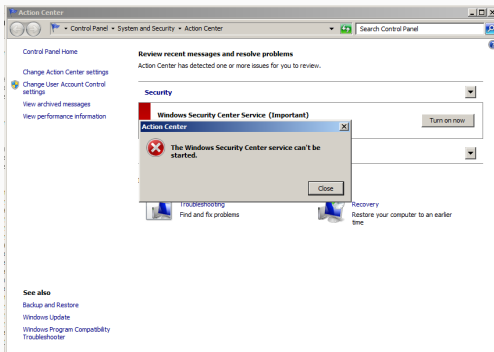 Action Center
Control Panel ▸ System and Security ▸ Action Center
Search Control Panel
Control Panel Home
Change Action Center settings
Change User Account Control
settings
View archived messages
View performance information
Review recent messages and resolve problems
Action Center has detected one or more issues for you to review.
Security
Windows Security Center Service (Important)
Turn on now
Action Center
The Windows Security Center service can't be
started.
Close
Troubleshooting
Find and fix problems
Recovery
Restore your computer to an earlier
time
See also
Backup and Restore
Windows Update
Windows Program Compatibility
Troubleshooter